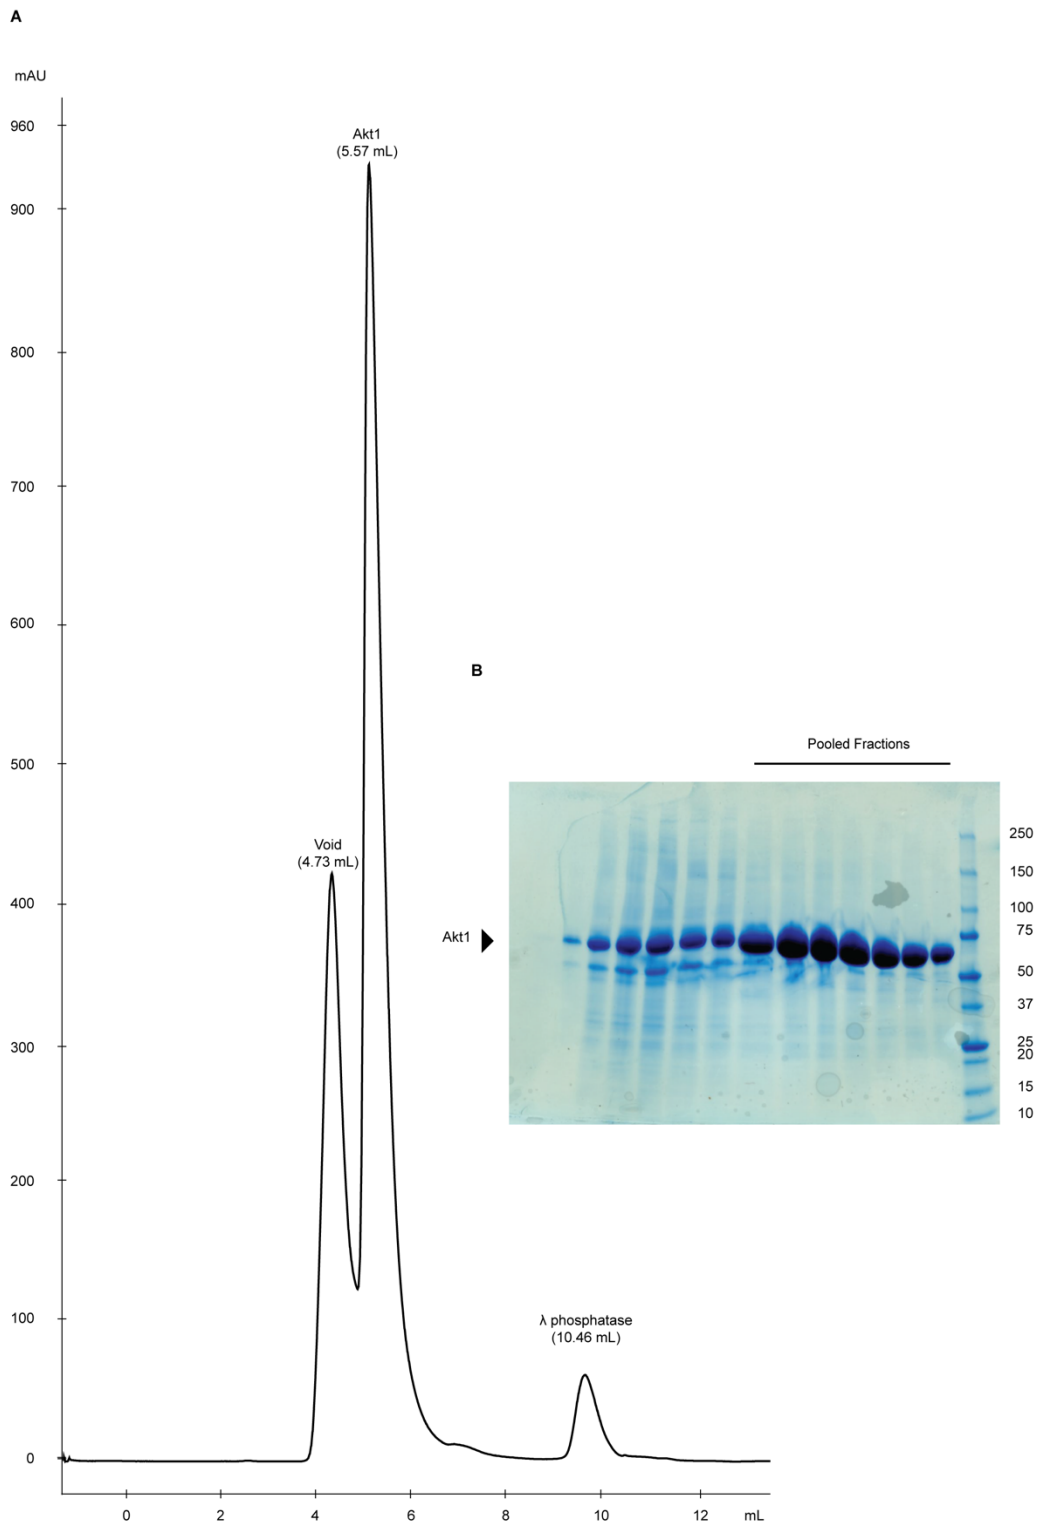 A
mAU
960
Akt1
(5.57 mL)
900
800
700
600
B
500
Pooled Fractions
Void
(4.73 mL)
400
250
150
100
75
Akt1
50
37
25
20
15
10
300
200
100
λ phosphatase
(10.46 mL)
0
0 2 4 6 8 10 12 mL